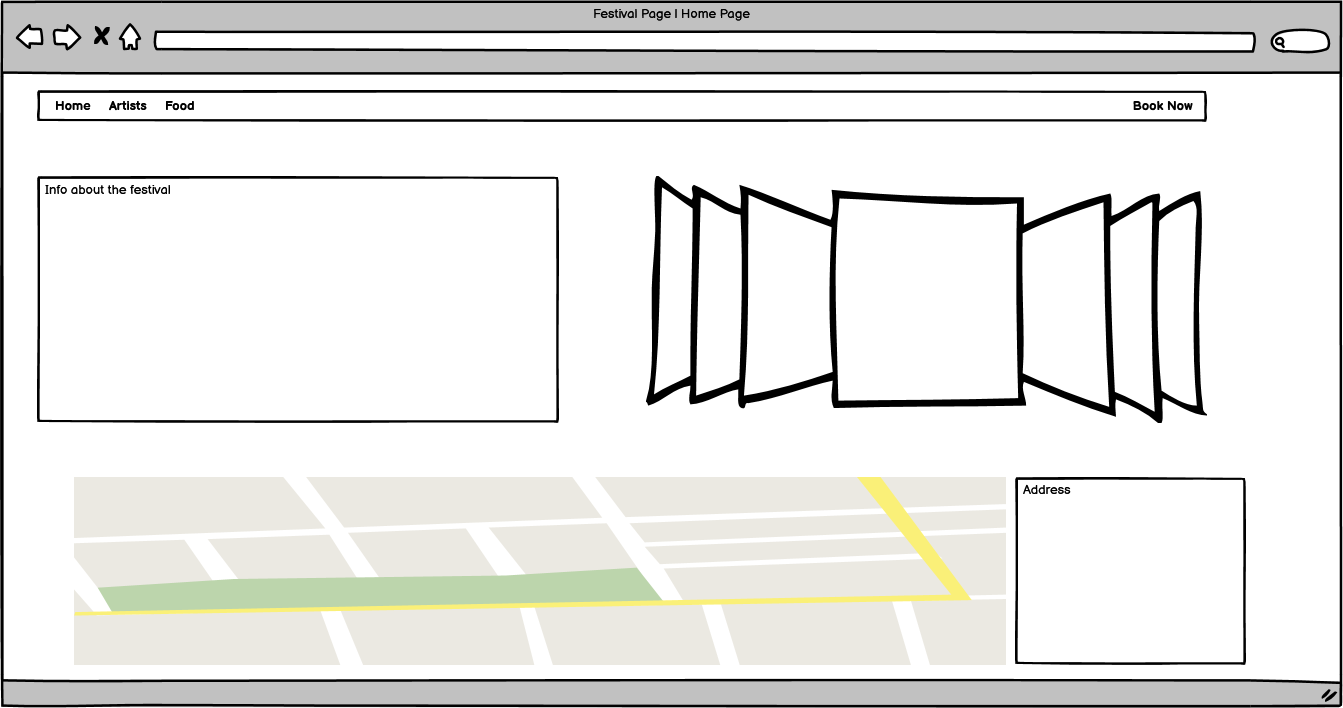 Festival Page | Home Page
Home Artists Food Book Now
Info about the festival
Address